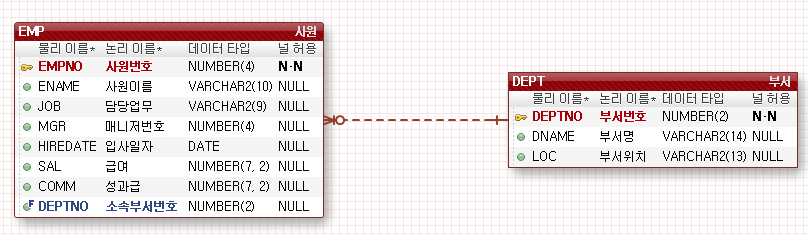 EMP 사원
물리 이름* 논리 이름* 데이터 타입 널 허용
EMPNO 사원번호 NUMBER(4) N-N
ENAME 사원이름 VARCHAR2(10) NULL
JOB 담당업무 VARCHAR2(9) NULL
MGR 매니저번호 NUMBER(4) NULL
HIREDATE 입사일자 DATE NULL
SAL 급여 NUMBER(7, 2) NULL
COMM 성과급 NUMBER(7, 2) NULL
F DEPTNO 소속부서번호 NUMBER(2) NULL
DEPT 부서
물리 이름* 논리 이름* 데이터 타입 널 허용
DEPTNO 부서번호 NUMBER(2) N-N
DNAME 부서명 VARCHAR2(14) NULL
LOC 부서위치 VARCHAR2(13) NULL